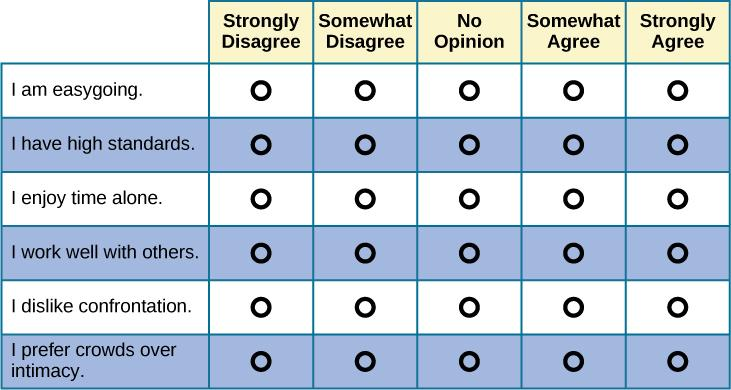 Strongly Disagree
Somewhat Disagree
No Opinion
Somewhat Agree
Strongly Agree
I am easygoing.
I have high standards.
I enjoy time alone.
I work well with others.
I dislike confrontation.
I prefer crowds over
intimacy.